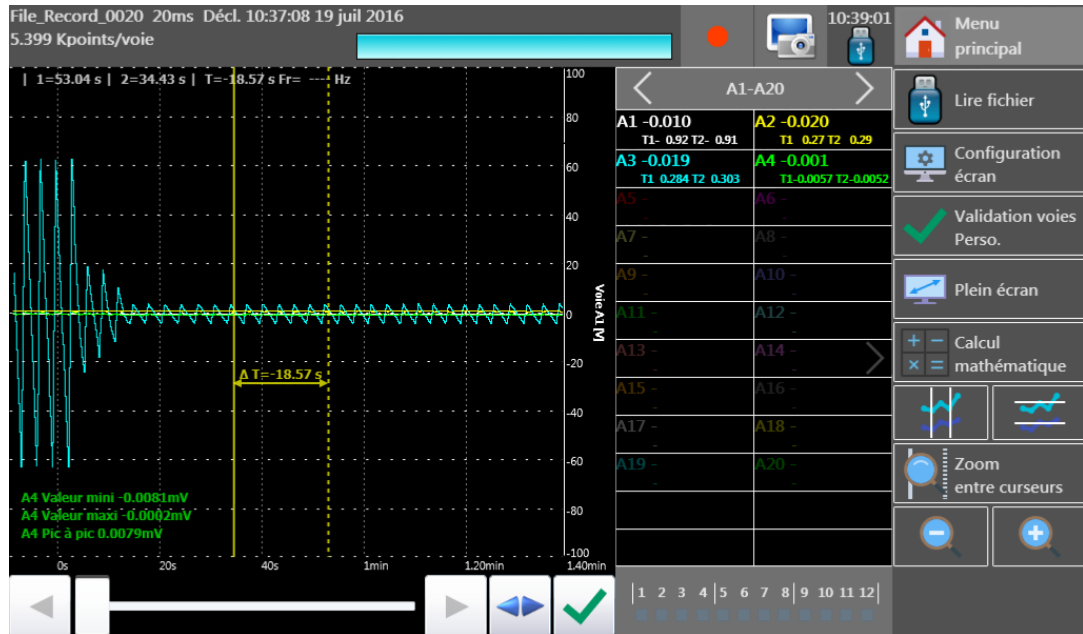 File_Record_0020 20ms Décl. 10:37:08 19 juil 2016
5.399 Kpoints/voie
10:39:01
Menu
principal
| 1=53.04 s | 2=34.43 s | T=-18.57 s Fr= ---- Hz
100
80
60
40
20
0
-20
-40
-60
-80
-100
Voie:A1 M
Δ T=-18.57 s
A4 Valeur mini -0.0081mV
A4 Valeur maxi -0.0002mV
A4 Pic à pic 0.0079mV
0s 20s 40s 1min 1.20min 1.40min
A1-A20
A1 -0.010 A2 -0.020
T1- 0.92 T2- 0.91 T1 0.27 T2 0.29
A3 -0.019 A4 -0.001
T1 0.284 T2 0.303 T1-0.0057 T2-0.0052
A5 - A6 -
A7 - A8 -
A9 - A10 -
A11 - A12 -
A13 - A14 -
A15 - A16 -
A17 - A18 -
A19 - A20 -
|1 2 3 4|5 6 7 8|9 10 11 12|
Lire fichier
Configuration
écran
Validation voies
Perso.
Plein écran
Calcul
mathématique
Zoom
entre curseurs